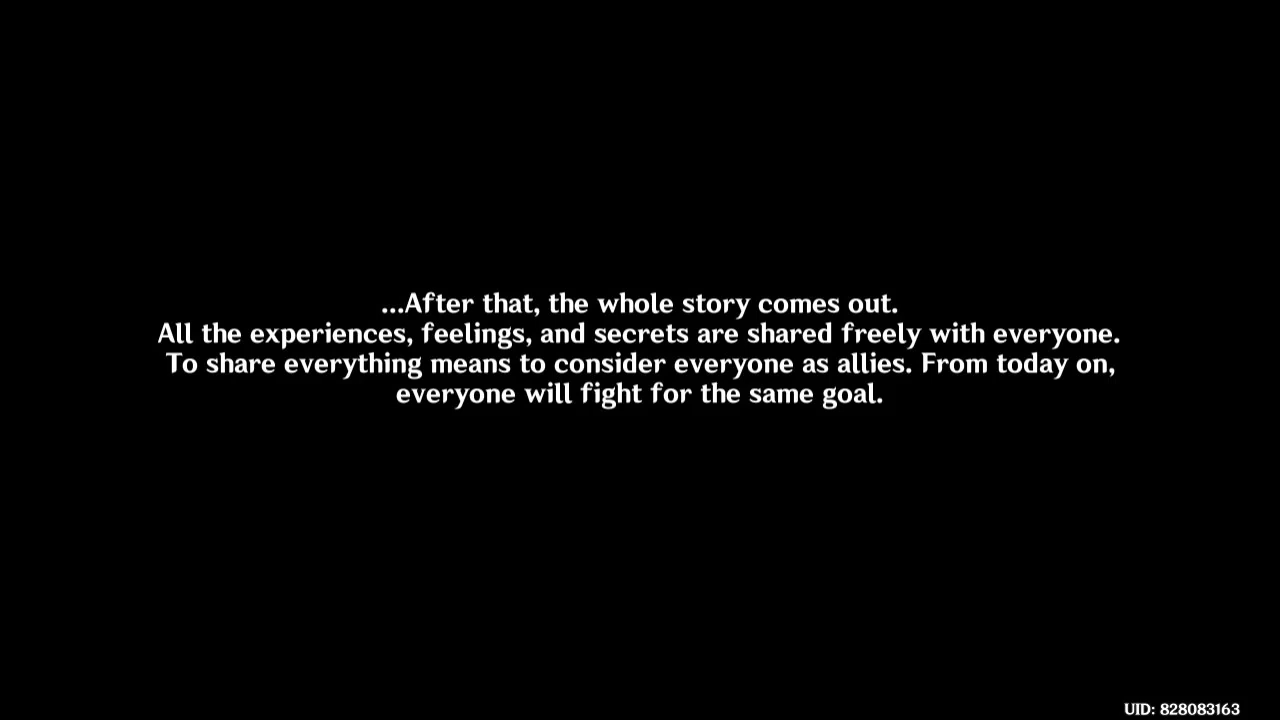 ...After that, the whole story comes out.
All the experiences, feelings, and secrets are shared freely with everyone.
To share everything means to consider everyone as allies. From today on,
everyone will fight for the same goal.
UID: 828083163